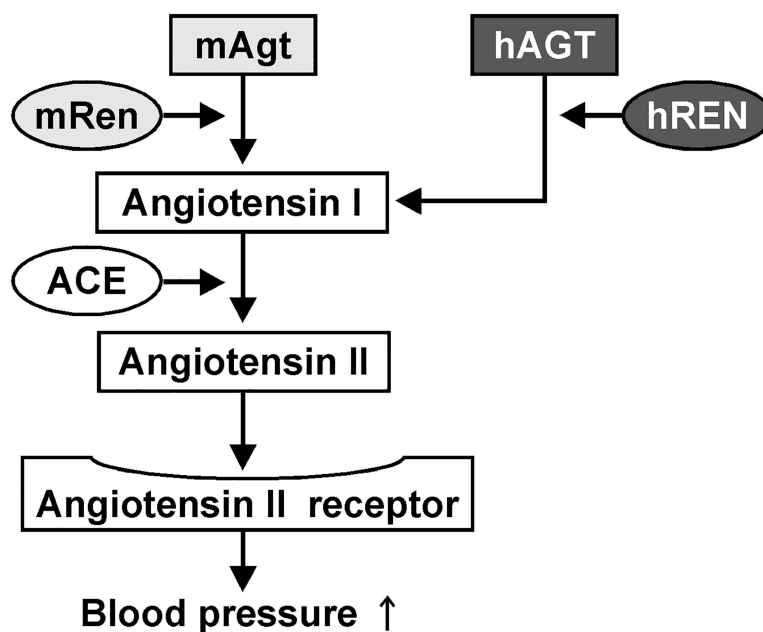 mAgt
hAGT
mRen
hREN
Angiotensin I
ACE
Angiotensin II
Angiotensin II receptor
Blood pressure ↑